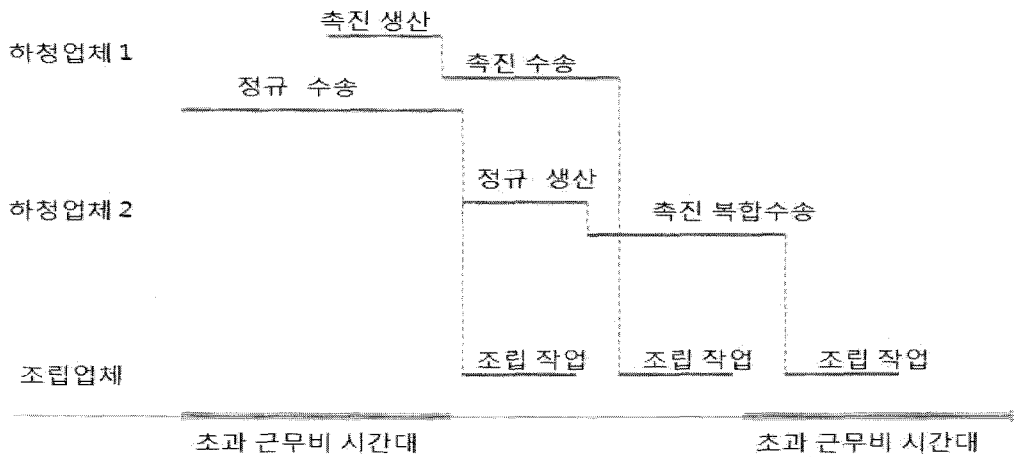 촉진 생산
하청업체 1
촉진 수송
정규 수송
정규 생산
하청업체 2
촉진 복합수송
조립업체
조립 작업
조립 작업
조립 작업
초과 근무비 시간대
초과 근무비 시간대